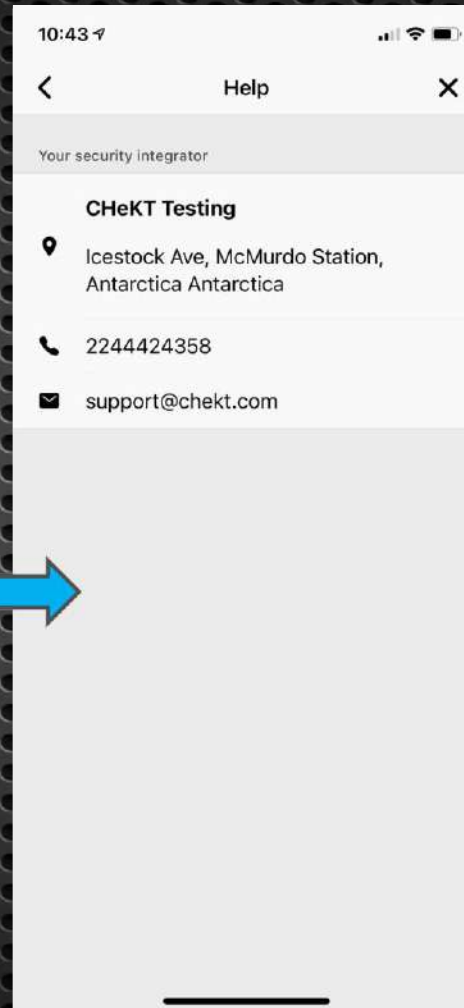 10:43
Help
Your security integrator
CHeKT Testing
Icestock Ave, McMurdo Station,
Antarctica Antarctica
2244424358
support@chekt.com